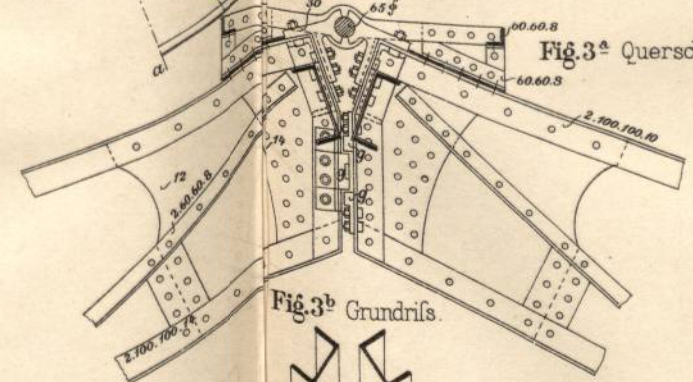 30
65 ϕ
60.60.8
Fig. 3ª Quersc
60.60.8
a
2.100.100.10
14
12
2.60.60.8
g
g
g
Fig. 3ᵇ Grundriſs.
2.100.100.14